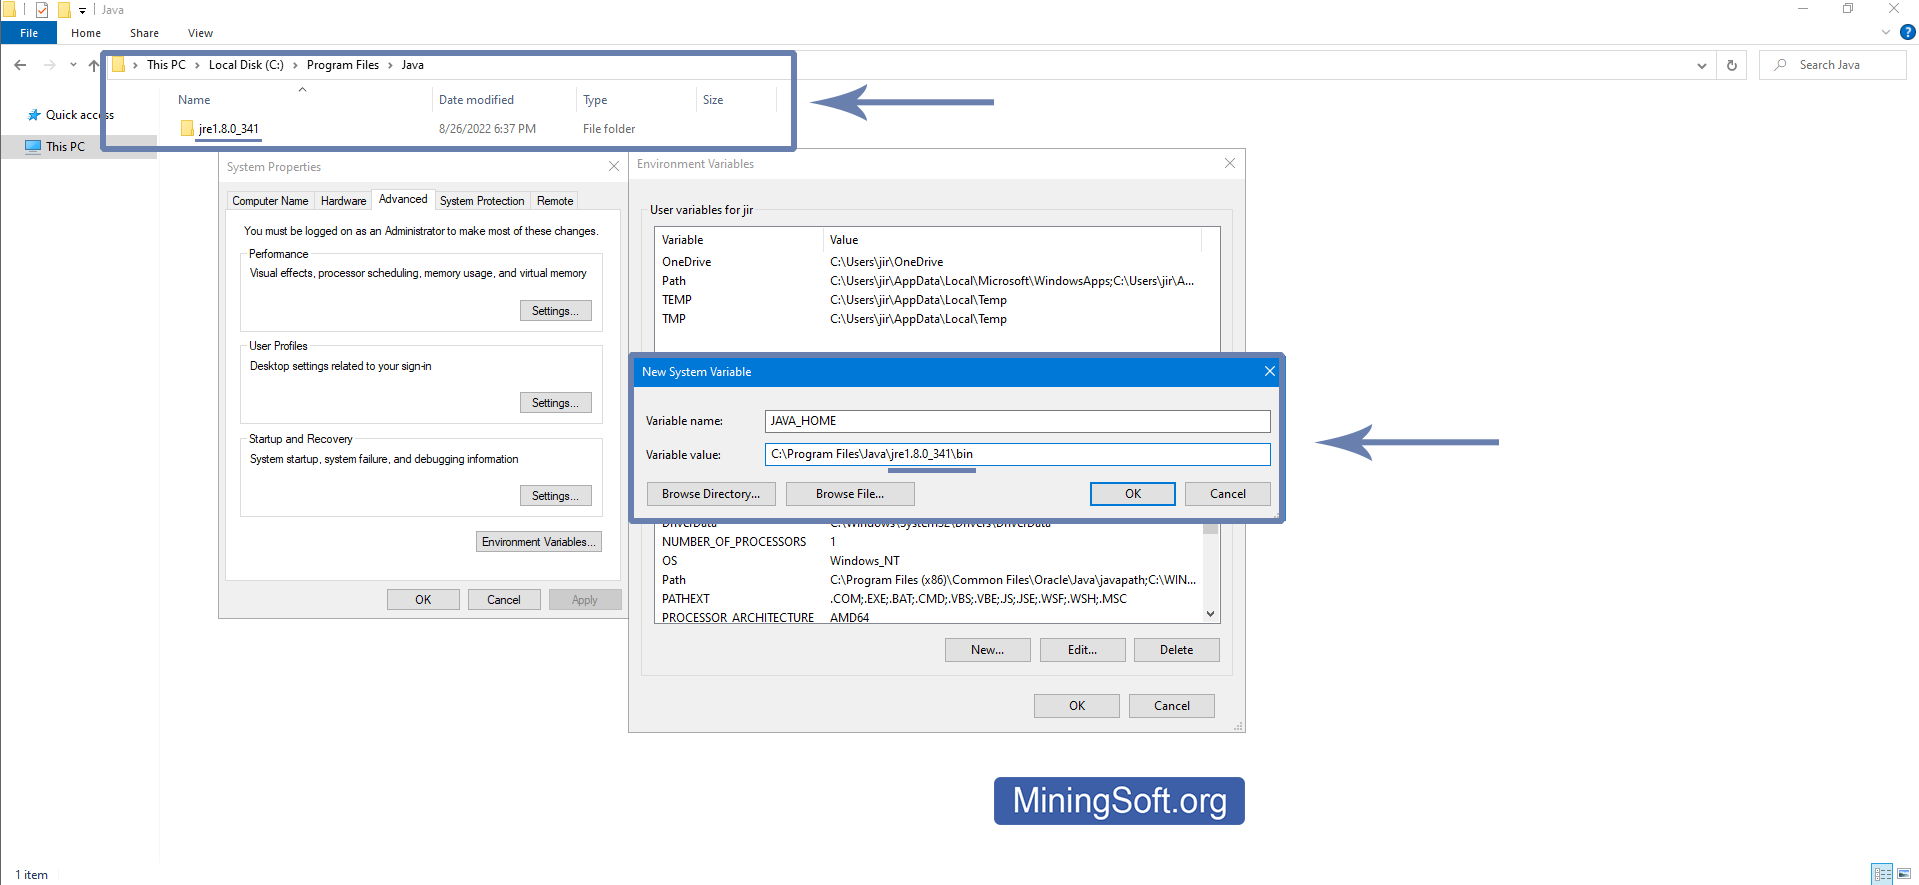 Java
File Home Share View
This PC Local Disk (C:) Program Files Java
Search Java
Name Date modified Type Size
jre1.8.0_341 8/26/2022 6:37 PM File folder
Quick access
This PC
System Properties
Computer Name Hardware Advanced System Protection Remote
You must be logged on as an Administrator to make most of these changes.
Performance
Visual effects, processor scheduling, memory usage, and virtual memory
Settings...
User Profiles
Desktop settings related to your sign-in
Settings...
Startup and Recovery
System startup, system failure, and debugging information
Settings...
Environment Variables...
OK Cancel Apply
Environment Variables
User variables for jir
Variable Value
OneDrive C:\Users\jir\OneDrive
Path C:\Users\jir\AppData\Local\Microsoft\WindowsApps;C:\Users\jir\A...
TEMP C:\Users\jir\AppData\Local\Temp
TMP C:\Users\jir\AppData\Local\Temp
New System Variable
Variable name: JAVA_HOME
Variable value: C:\Program Files\Java\jre1.8.0_341\bin
Browse Directory... Browse File... OK Cancel
DriverData C:\Windows\System32\Drivers\DriverData
NUMBER_OF_PROCESSORS 1
OS Windows_NT
Path C:\Program Files (x86)\Common Files\Oracle\Java\javapath;C:\WIN...
PATHEXT .COM;.EXE;.BAT;.CMD;.VBS;.VBE;.JS;.JSE;.WSF;.WSH;.MSC
PROCESSOR_ARCHITECTURE AMD64
New... Edit... Delete
OK Cancel
MiningSoft.org
1 item